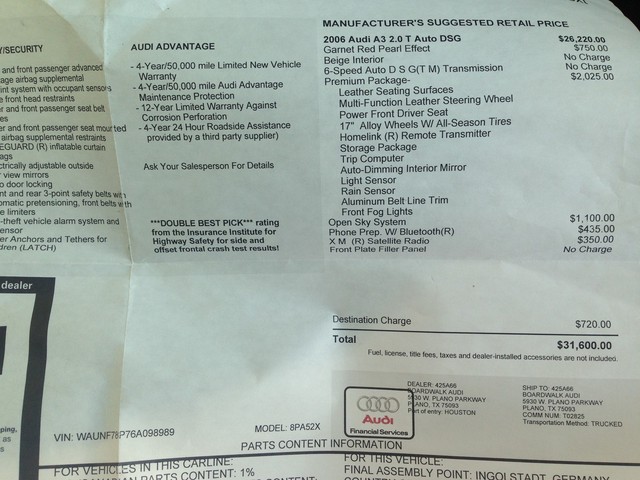 Y/SECURITY
and front passenger advanced
age airbag supplemental
int system with occupant sensors
e front head restraints
er and front passenger seat belt
es
er and front passenger seat mounted
airbag supplemental restraints
EGUARD (R) inflatable curtain
ags
ctrically adjustable outside
view mirrors
to door locking
nt and rear 3-point safety belts with
omatic pretensioning, front belts with
e limiters
-theft vehicle alarm system and
ensor
er Anchors and Tethers for
dren (LATCH)
dealer
AUDI ADVANTAGE
- 4-Year/50,000 mile Limited New Vehicle
Warranty
- 4-Year/50,000 mile Audi Advantage
Maintenance Protection
- 12-Year Limited Warranty Against
Corrosion Perforation
- 4-Year 24 Hour Roadside Assistance
provided by a third party supplier)
Ask Your Salesperson For Details
***DOUBLE BEST PICK*** rating
from the Insurance Institute for
Highway Safety for side and
offset frontal crash test results!
MANUFACTURER'S SUGGESTED RETAIL PRICE
2006 Audi A3 2.0 T Auto DSG $26,220.00
Garnet Red Pearl Effect $750.00
Beige Interior No Charge
6-Speed Auto D S G(T M) Transmission No Charge
Premium Package- $2,025.00
Leather Seating Surfaces
Multi-Function Leather Steering Wheel
Power Front Driver Seat
17" Alloy Wheels W/ All-Season Tires
Homelink (R) Remote Transmitter
Storage Package
Trip Computer
Auto-Dimming Interior Mirror
Light Sensor
Rain Sensor
Aluminum Belt Line Trim
Front Fog Lights
Open Sky System $1,100.00
Phone Prep. W/ Bluetooth(R) $435.00
X M (R) Satellite Radio $350.00
Front Plate Filler Panel No Charge
Destination Charge $720.00
Total $31,600.00
Fuel, license, title fees, taxes and dealer-installed accessories are not included.
Audi
Financial Services
DEALER: 425A66
BOARDWALK AUDI
5930 W. PLANO PARKWAY
PLANO, TX 75093
Port of entry: HOUSTON
SHIP TO: 425A66
BOARDWALK AUDI
5930 W. PLANO PARKWAY
PLANO, TX 75093
COMM NUM: T02825
Transportation Method: TRUCKED
ping,
as
s
VIN: WAUNF78P76A098989
MODEL: 8PA52X
PARTS CONTENT INFORMATION
FOR VEHICLES IN THIS CARLINE:
CANADIAN PARTS CONTENT: 1%
FOR THIS VEHICLE:
FINAL ASSEMBLY POINT: INGOLSTADT, GERMANY